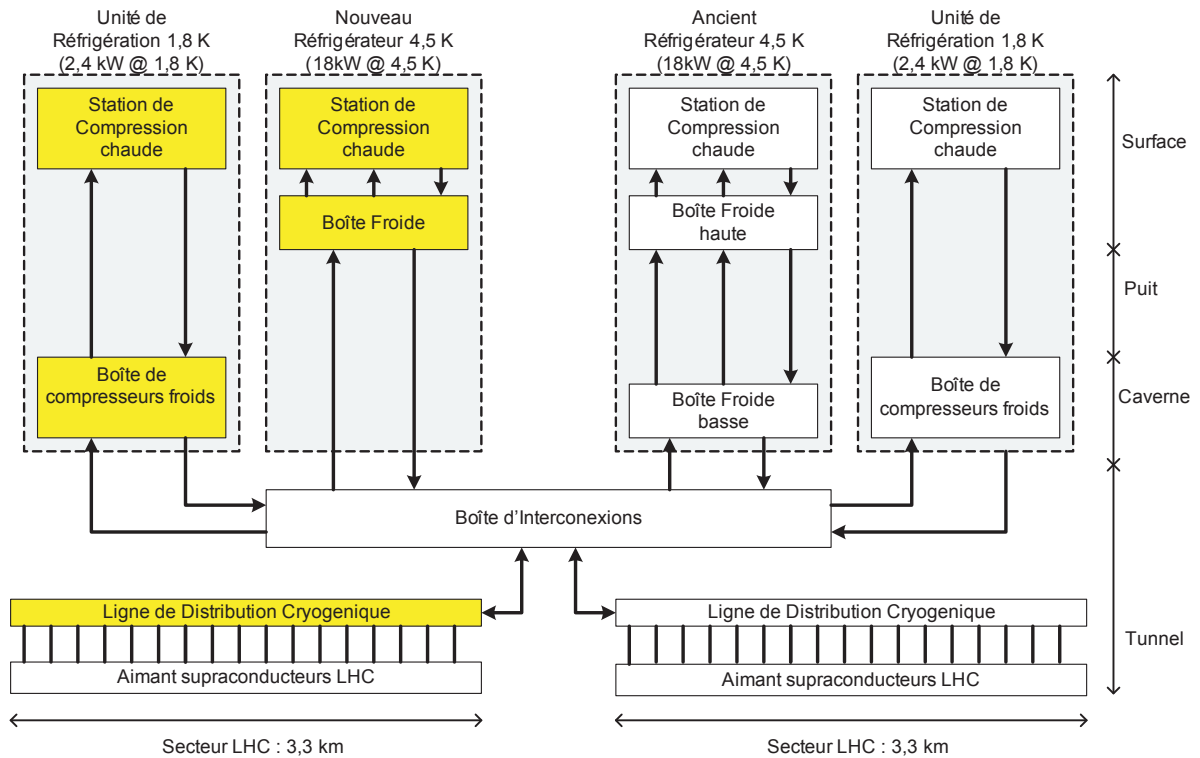 Unité de
Réfrigération 1,8 K
(2,4 kW @ 1,8 K)
Nouveau
Réfrigérateur 4,5 K
(18kW @ 4,5 K)
Ancient
Réfrigérateur 4,5 K
(18kW @ 4,5 K)
Unité de
Réfrigération 1,8 K
(2,4 kW @ 1,8 K)
Station de
Compression
chaude
Station de
Compression
chaude
Station de
Compression
chaude
Station de
Compression
chaude
Surface
Boîte Froide
Boîte Froide
haute
Puit
Boîte de
compresseurs froids
Boîte Froide
basse
Boîte de
compresseurs froids
Caverne
Boîte d'Interconexions
Ligne de Distribution Cryogenique
Ligne de Distribution Cryogenique
Tunnel
Aimant supraconducteurs LHC
Aimant supraconducteurs LHC
Secteur LHC : 3,3 km
Secteur LHC : 3,3 km